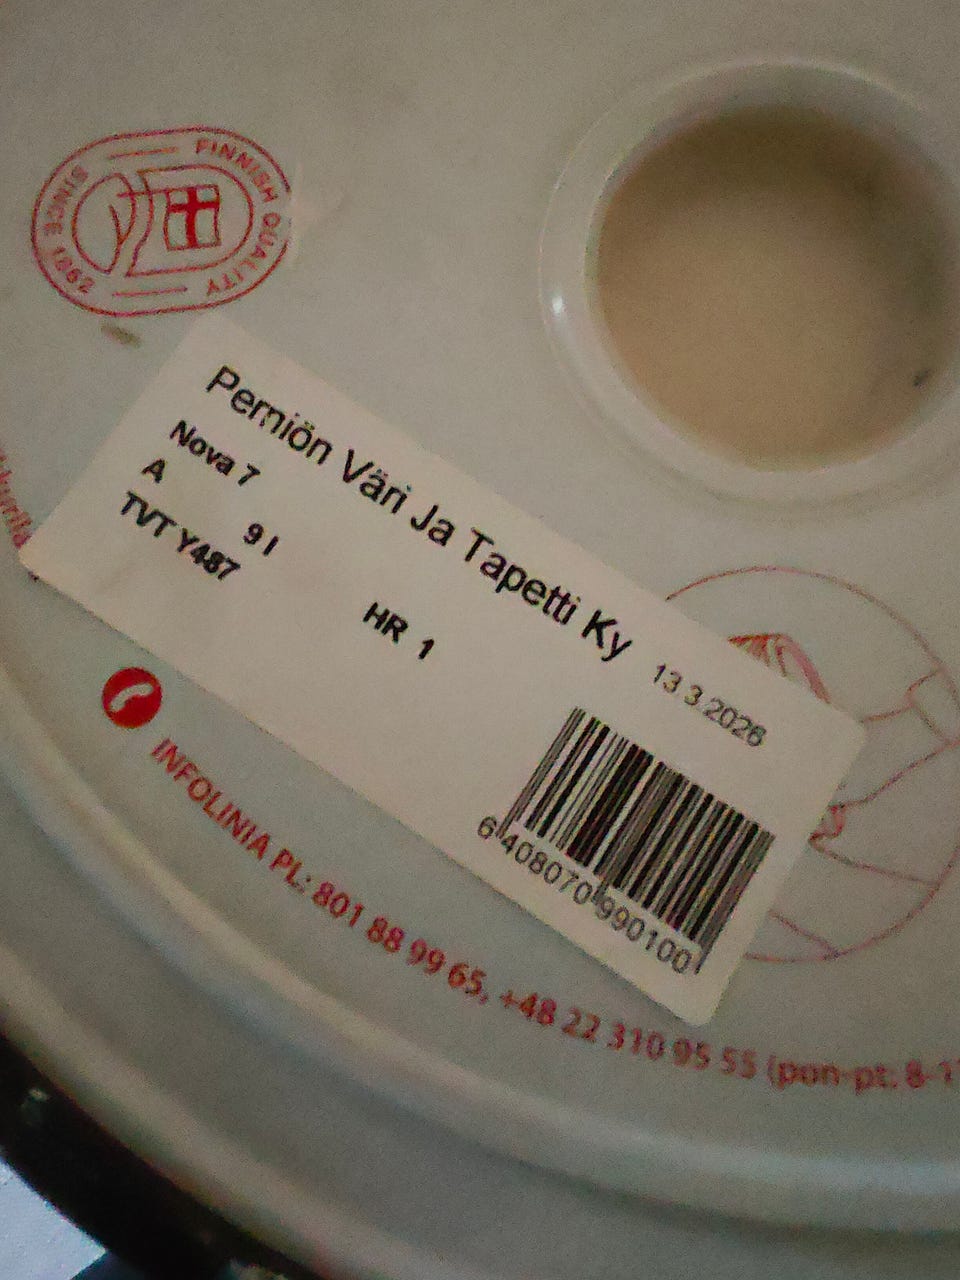 FINNISH QUALITY
SINCE 1862
Perniön Väri Ja Tapetti Ky
Nova 7
A
9 l
TVT Y487
HR 1
13.3.2026
6 408070 990100
INFOLINIA PL: 801 88 99 65, +48 22 310 95 55 (pon-pt: 8-1